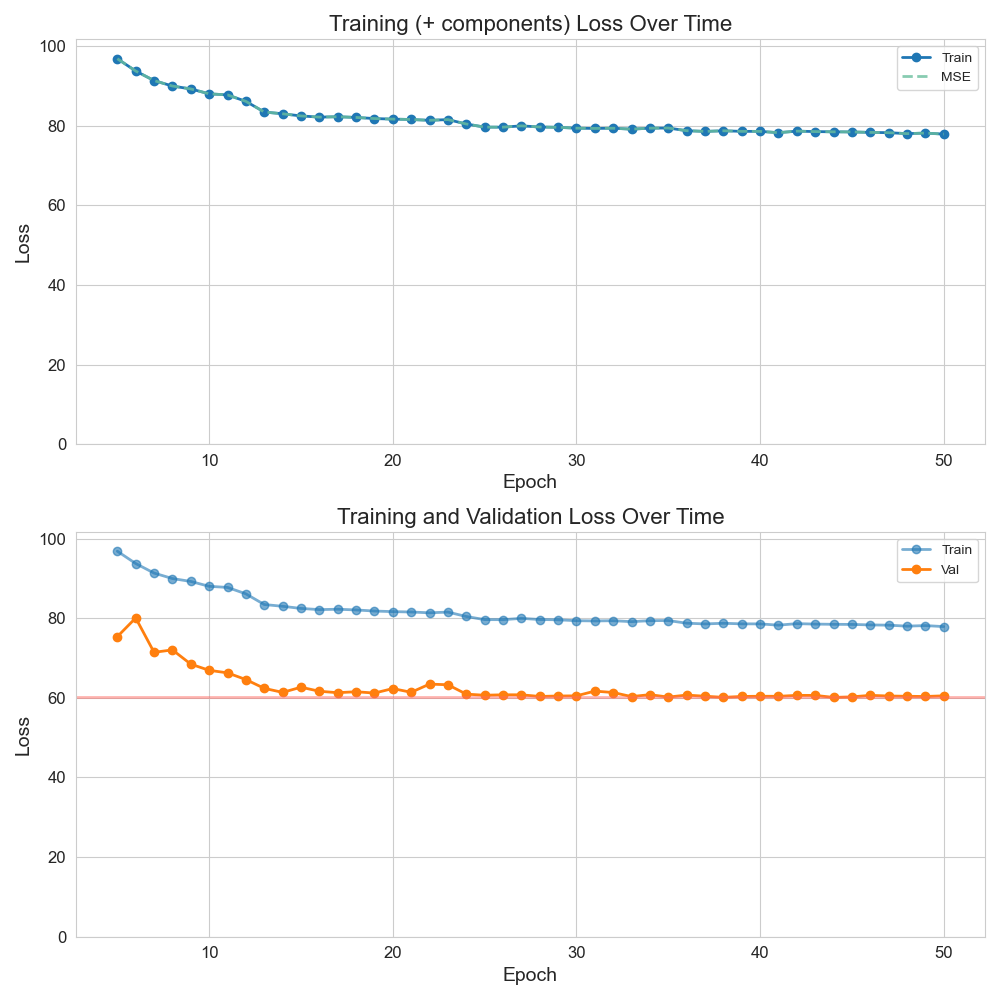 Training (+ components) Loss Over Time
100
80
60
40
20
0
Loss
Train
MSE
10 20 30 40 50
Epoch
Training and Validation Loss Over Time
100
80
60
40
20
0
Loss
Train
Val
10 20 30 40 50
Epoch